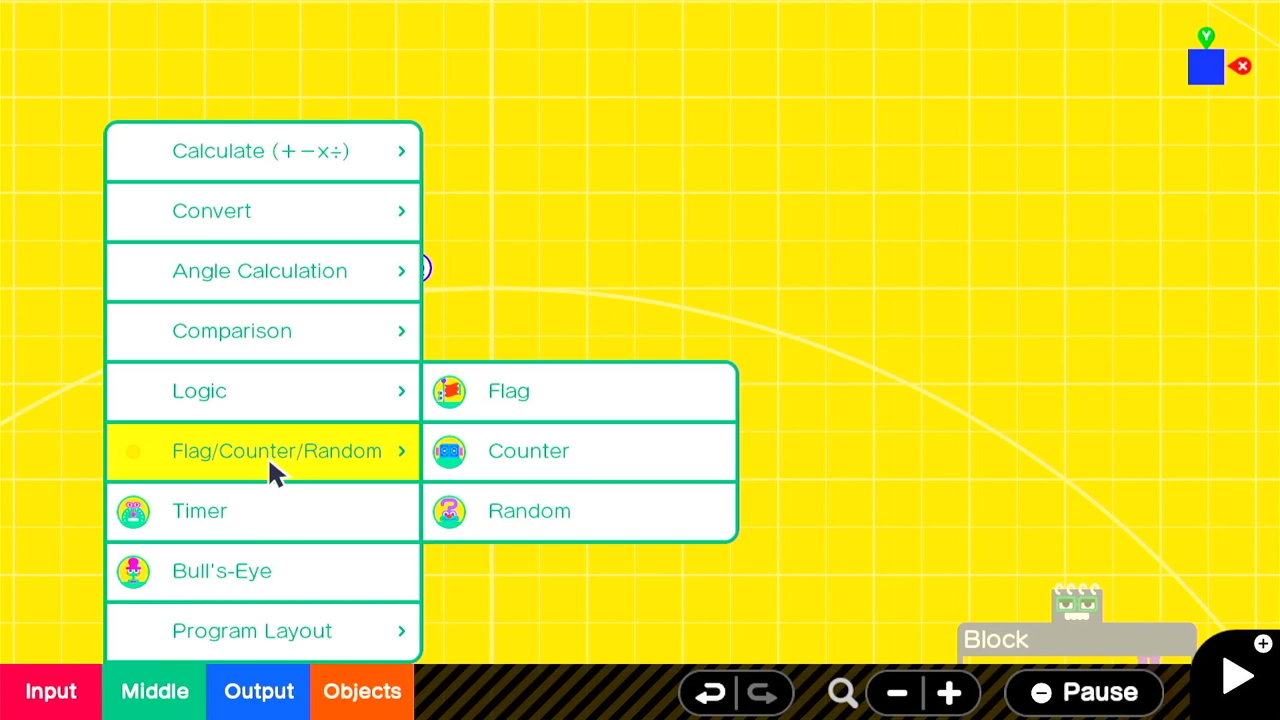 Y
X
Calculate (+−x÷)
Convert
Angle Calculation
Comparison
Logic
Flag
Flag/Counter/Random
Counter
Timer
Random
Bull's-Eye
Program Layout
Block
Input
Middle
Output
Objects
Pause